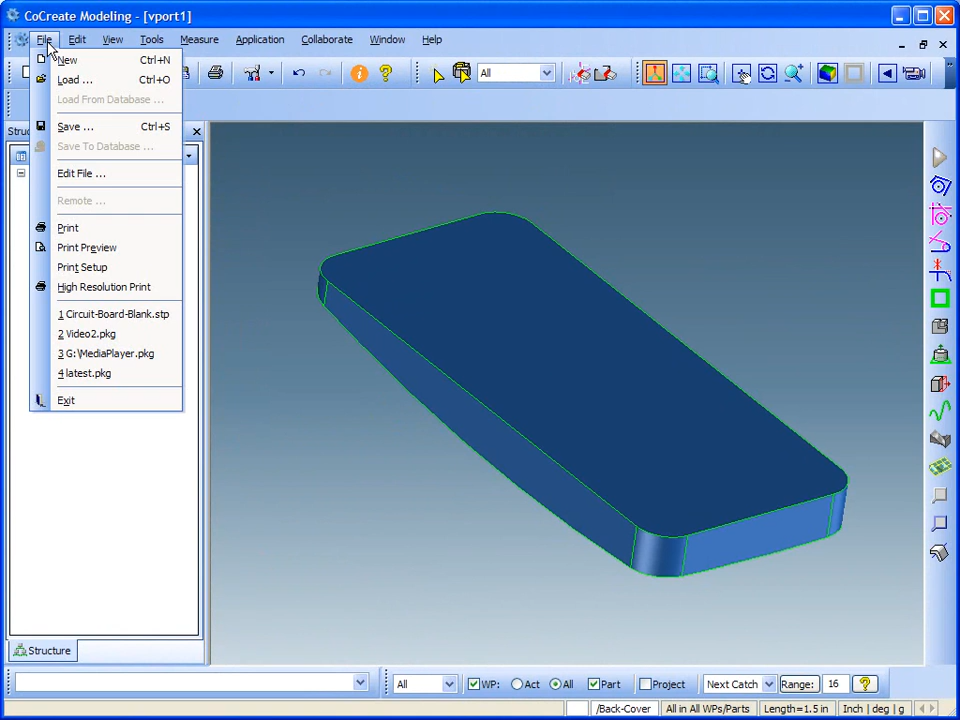 CoCreate Modeling - [vport1]
File Edit View Tools Measure Application Collaborate Window Help
All
New Ctrl+N
Load ... Ctrl+O
Load From Database ...
Save ... Ctrl+S
Save To Database ...
Edit File ...
Remote ...
Print
Print Preview
Print Setup
High Resolution Print
1 Circuit-Board-Blank.stp
2 Video2.pkg
3 G:\MediaPlayer.pkg
4 latest.pkg
Exit
Struc
Structure
All WP: Act All Part Project Next Catch Range: 16
/Back-Cover All in All WPs/Parts Length=1.5 in Inch | deg | g